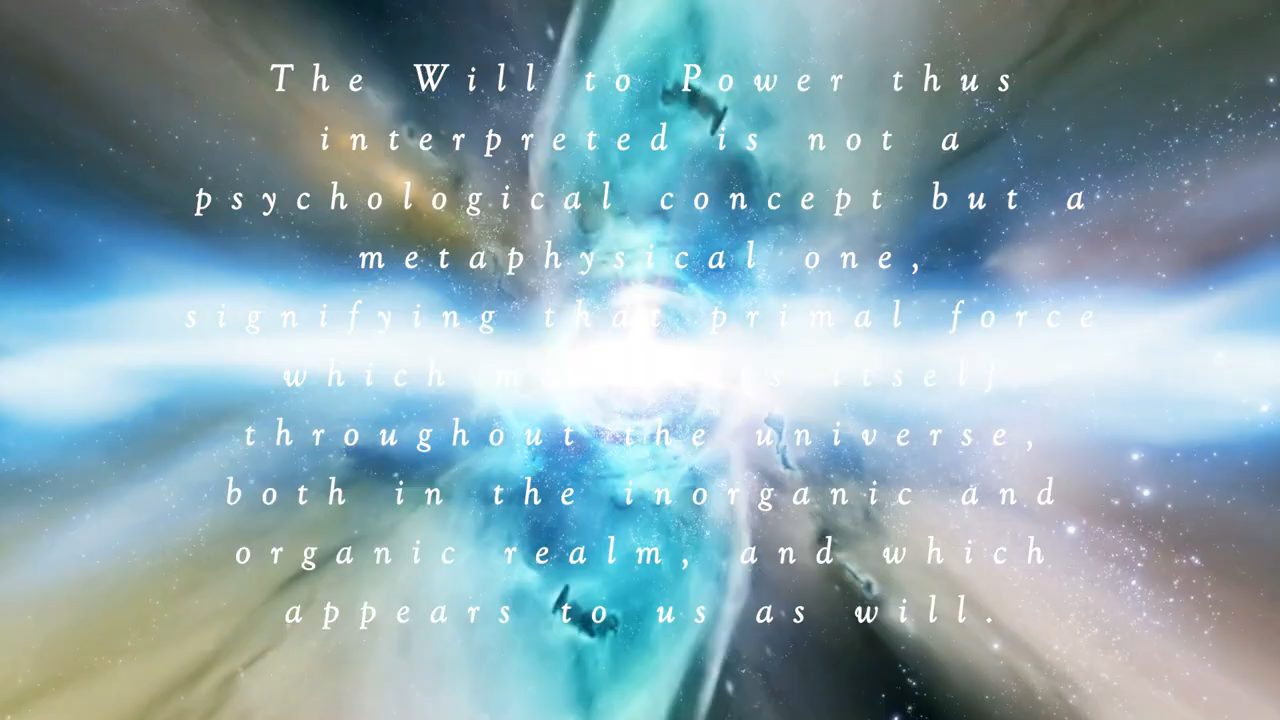 The Will to Power thus
interpreted is not a
psychological concept but a
metaphysical one,
signifying that primal force
which itself
throughout the universe,
both in the inorganic and
organic realm, and which
appears to us as will.